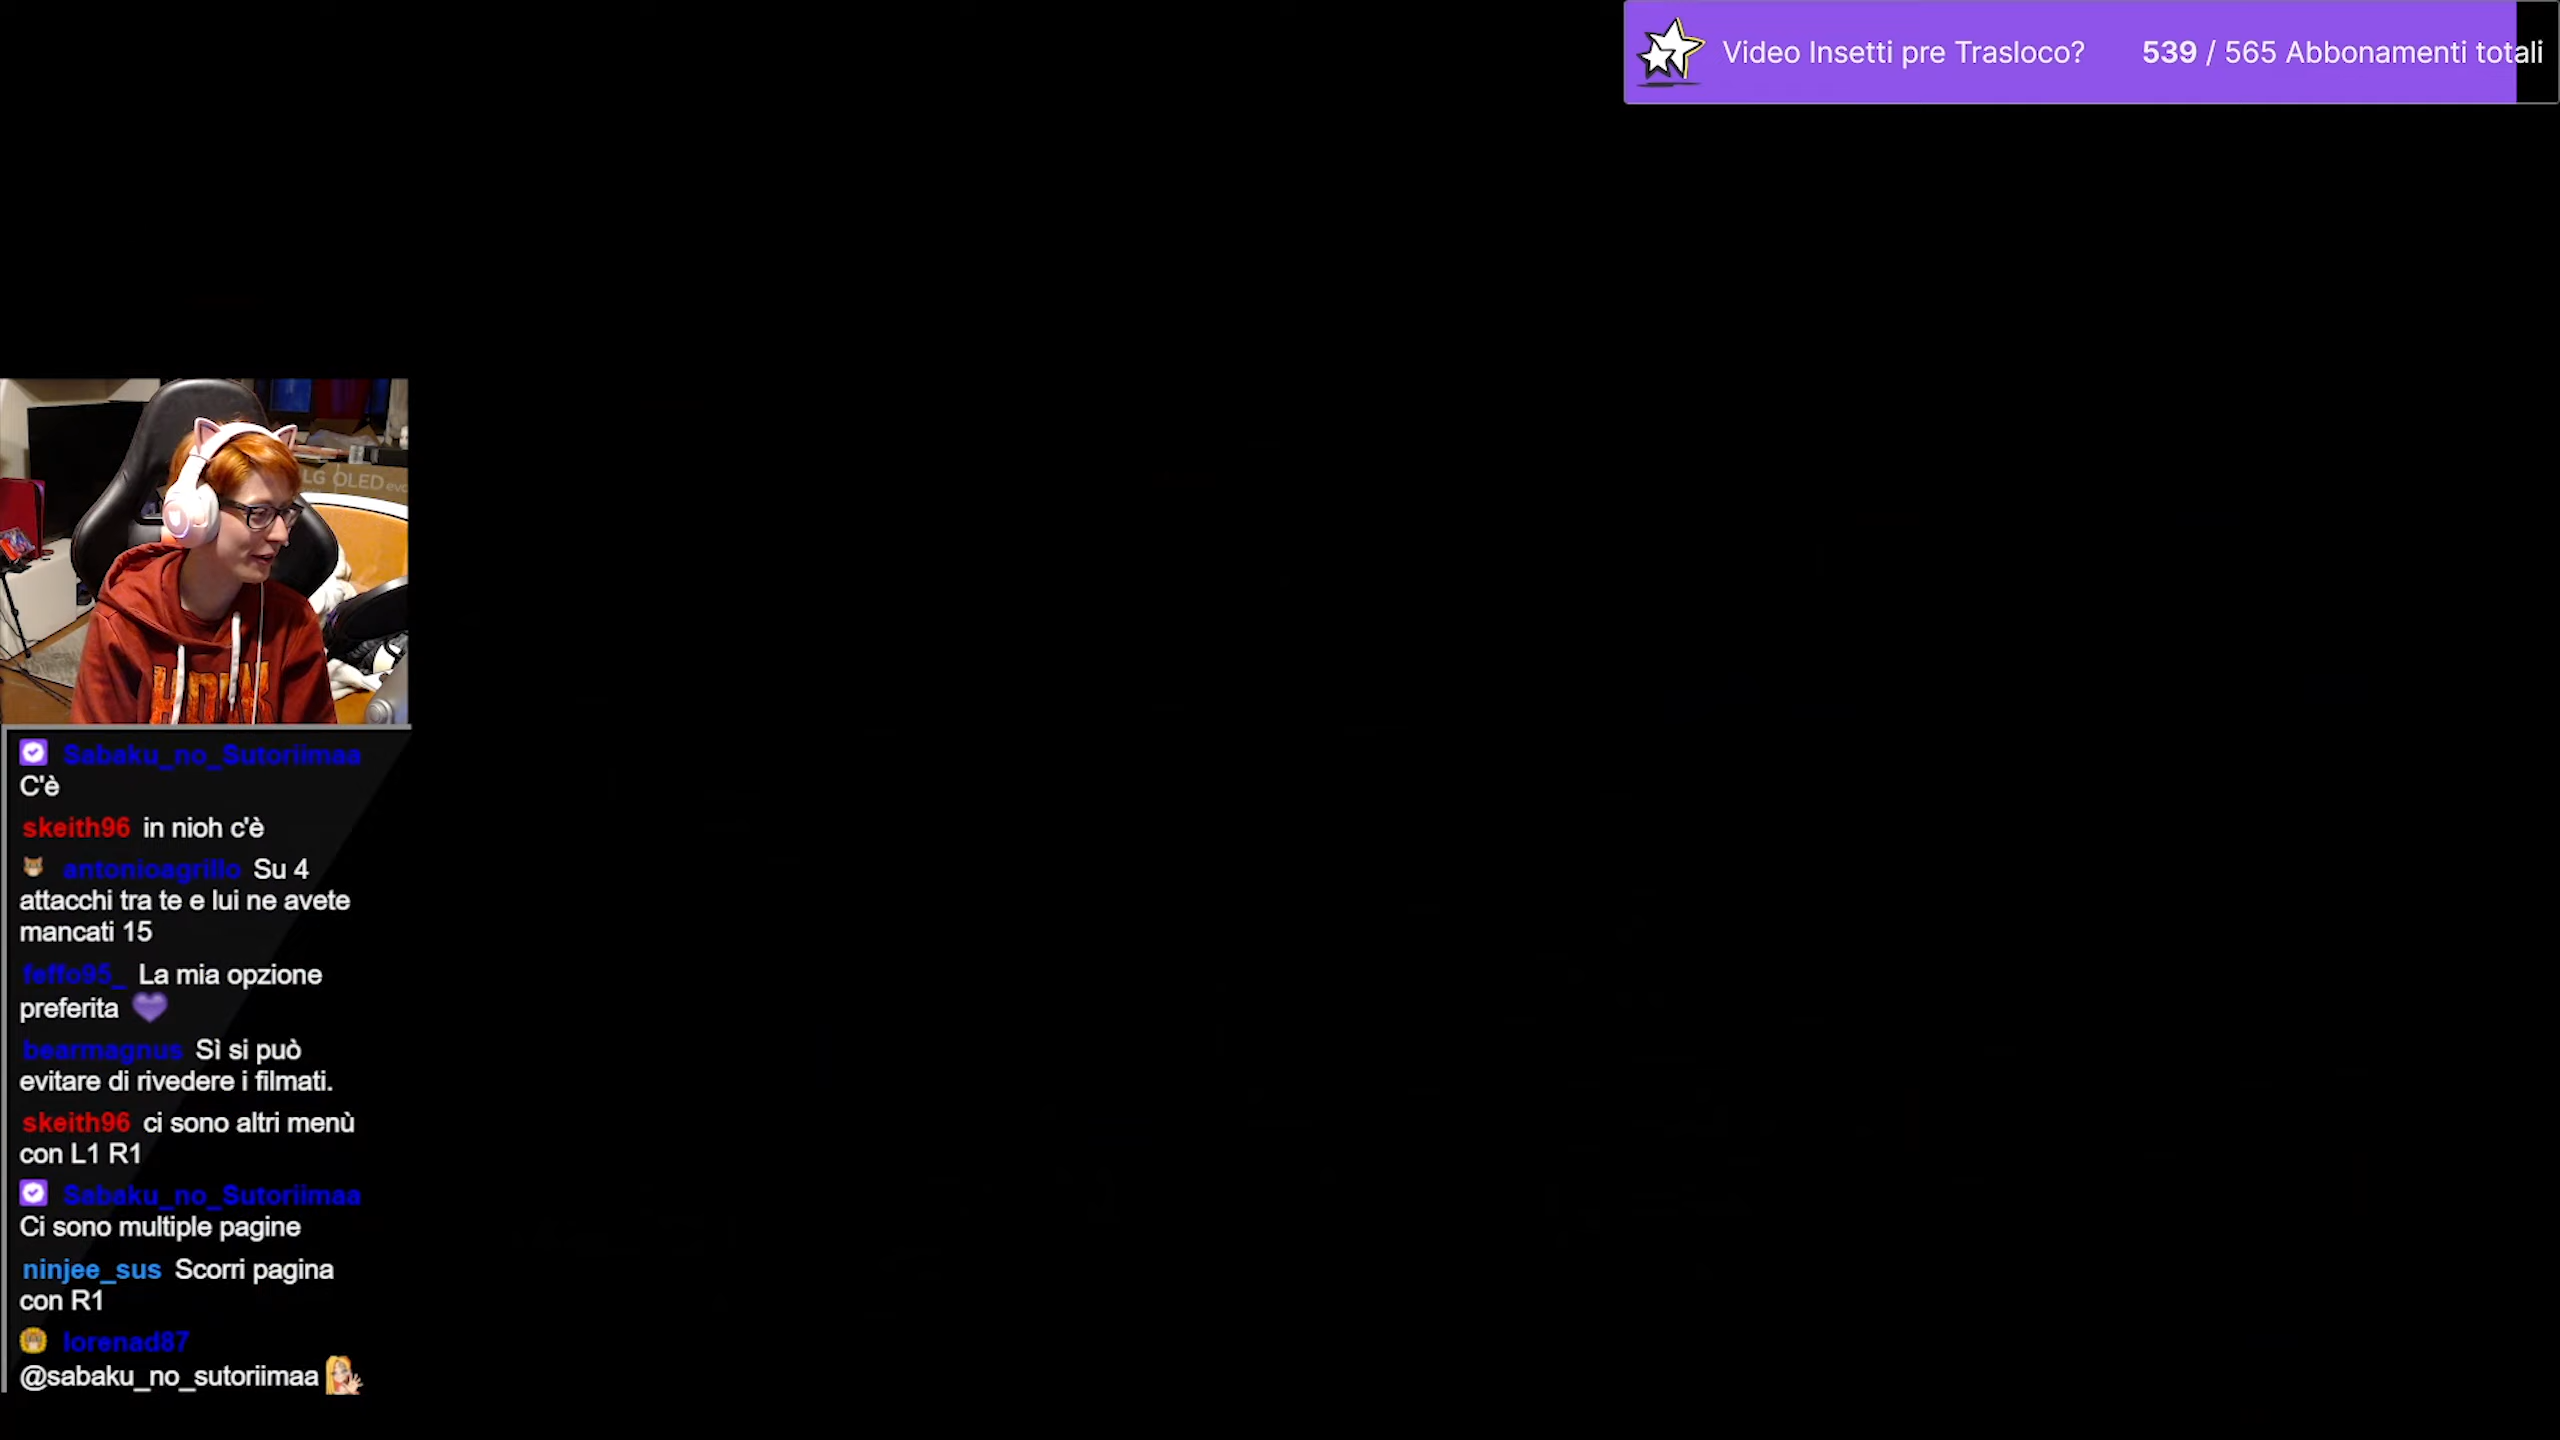 Video Insetti pre Trasloco? 539 / 565 Abbonamenti totali
LG OLED evo
Sabaku_no_Sutoriimaa
C'è
skeith96 in nioh c'è
antonioagrillo Su 4
attacchi tra te e lui ne avete
mancati 15
feffo95_ La mia opzione
preferita
bearmagnus Sì si può
evitare di rivedere i filmati.
skeith96 ci sono altri menù
con L1 R1
Sabaku_no_Sutoriimaa
Ci sono multiple pagine
ninjee_sus Scorri pagina
con R1
lorenad87
@sabaku_no_sutoriimaa